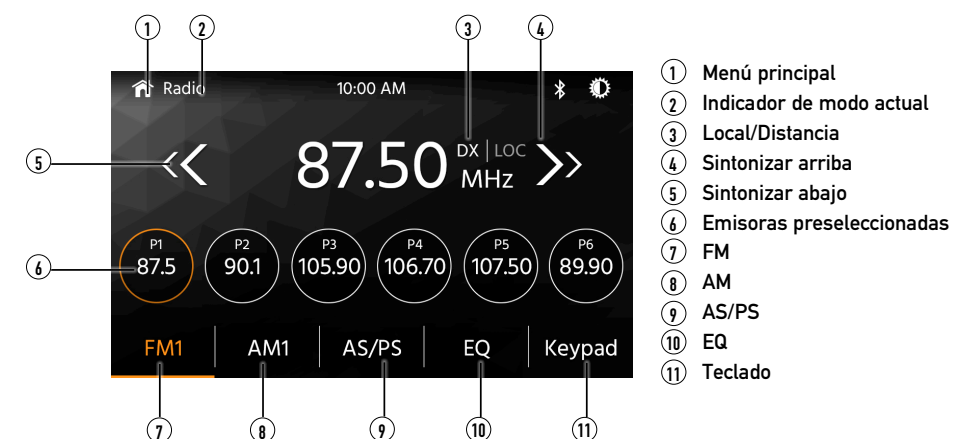 1 2 3 4
Radio 10:00 AM
87.50 DX | LOC
MHz
5
P1 P2 P3 P4 P5 P6
87.5 90.1 105.90 106.70 107.50 89.90
6
FM1 AM1 AS/PS EQ Keypad
7 8 9 10 11
1 Menú principal
2 Indicador de modo actual
3 Local/Distancia
4 Sintonizar arriba
5 Sintonizar abajo
6 Emisoras preseleccionadas
7 FM
8 AM
9 AS/PS
10 EQ
11 Teclado